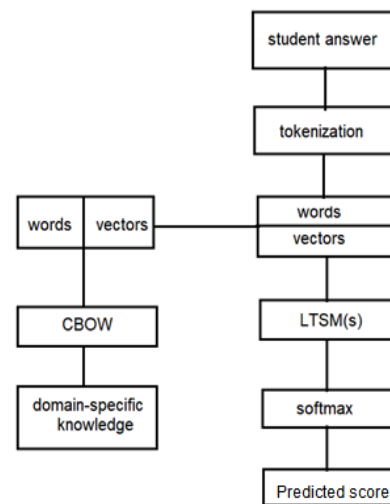 student answer
tokenization
words vectors
words
vectors
CBOW
LTSM(s)
domain-specific
knowledge
softmax
Predicted score